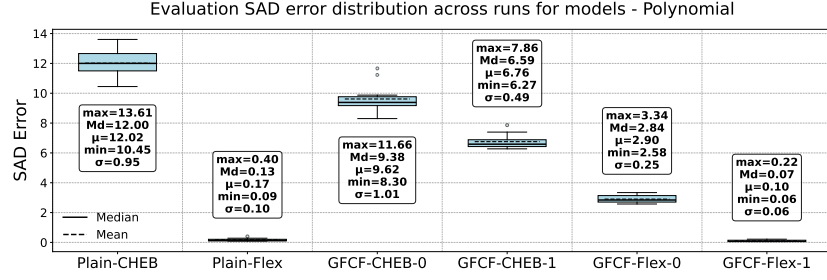 Evaluation SAD error distribution across runs for models - Polynomial
SAD Error
14
12
10
8
6
4
2
0
max=13.61
Md=12.00
μ=12.02
min=10.45
σ=0.95
max=0.40
Md=0.13
μ=0.17
min=0.09
σ=0.10
max=11.66
Md=9.38
μ=9.62
min=8.30
σ=1.01
max=7.86
Md=6.59
μ=6.76
min=6.27
σ=0.49
max=3.34
Md=2.84
μ=2.90
min=2.58
σ=0.25
max=0.22
Md=0.07
μ=0.10
min=0.06
σ=0.06
Median
Mean
Plain-CHEB
Plain-Flex
GFCF-CHEB-0
GFCF-CHEB-1
GFCF-Flex-0
GFCF-Flex-1